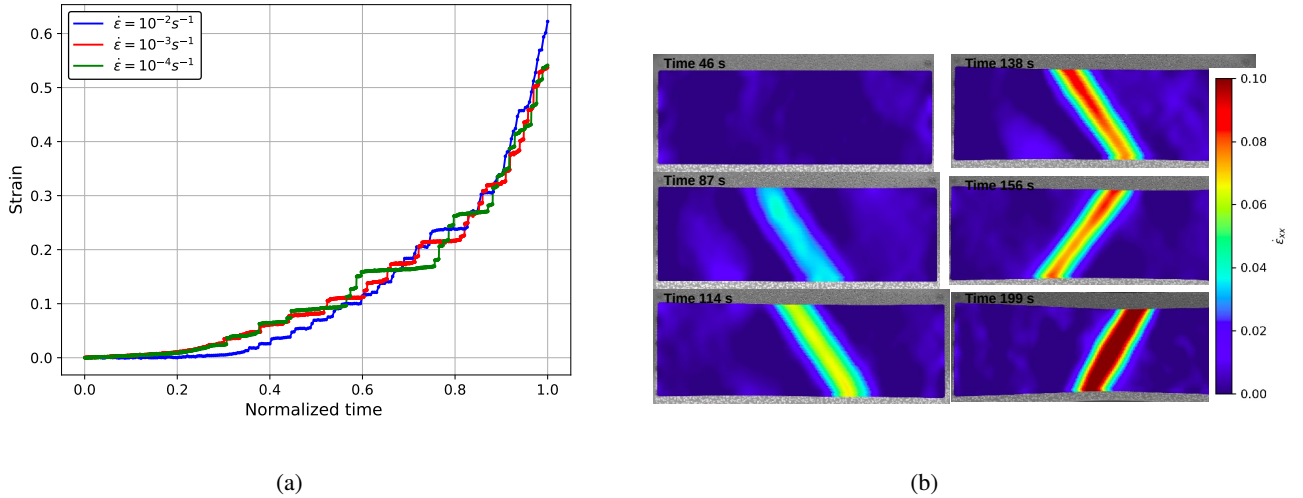 0.6
0.5
0.4
0.3
0.2
0.1
0.0
Strain
0.0 0.2 0.4 0.6 0.8 1.0
Normalized time
ε̇ = 10⁻²s⁻¹
ε̇ = 10⁻³s⁻¹
ε̇ = 10⁻⁴s⁻¹
(a)
Time 46 s
Time 138 s
Time 87 s
Time 156 s
Time 114 s
Time 199 s
0.10
0.08
0.06
0.04
0.02
0.00
ε̇ₓₓ
(b)